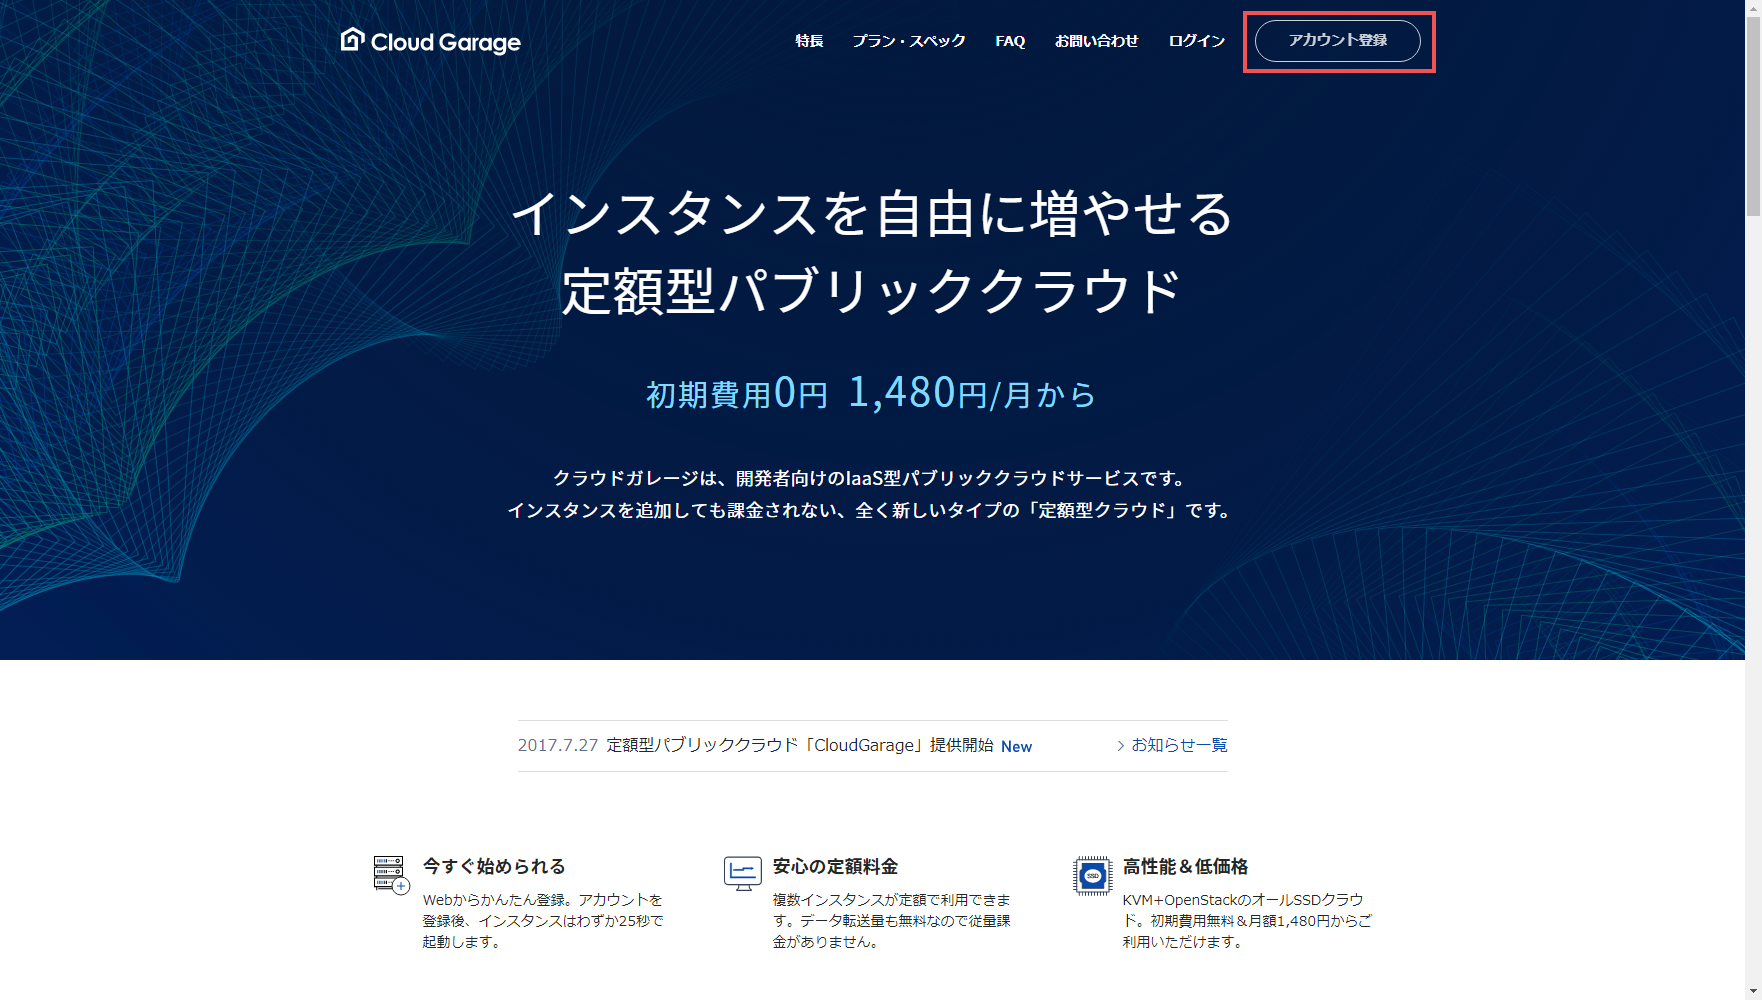 Cloud Garage
特長 プラン・スペック FAQ お問い合わせ ログイン アカウント登録
インスタンスを自由に増やせる
定額型パブリッククラウド
初期費用0円 1,480円/月から
クラウドガレージは、開発者向けのIaaS型パブリッククラウドサービスです。
インスタンスを追加しても課金されない、全く新しいタイプの「定額型クラウド」です。
2017.7.27 定額型パブリッククラウド「CloudGarage」提供開始 New
お知らせ一覧
今すぐ始められる
Webからかんたん登録。アカウントを
登録後、インスタンスはわずか25秒で
起動します。
安心の定額料金
複数インスタンスが定額で利用できま
す。データ転送量も無料なので従量課
金がありません。
SSD
高性能＆低価格
KVM+OpenStackのオールSSDクラウ
ド。初期費用無料＆月額1,480円からご
利用いただけます。